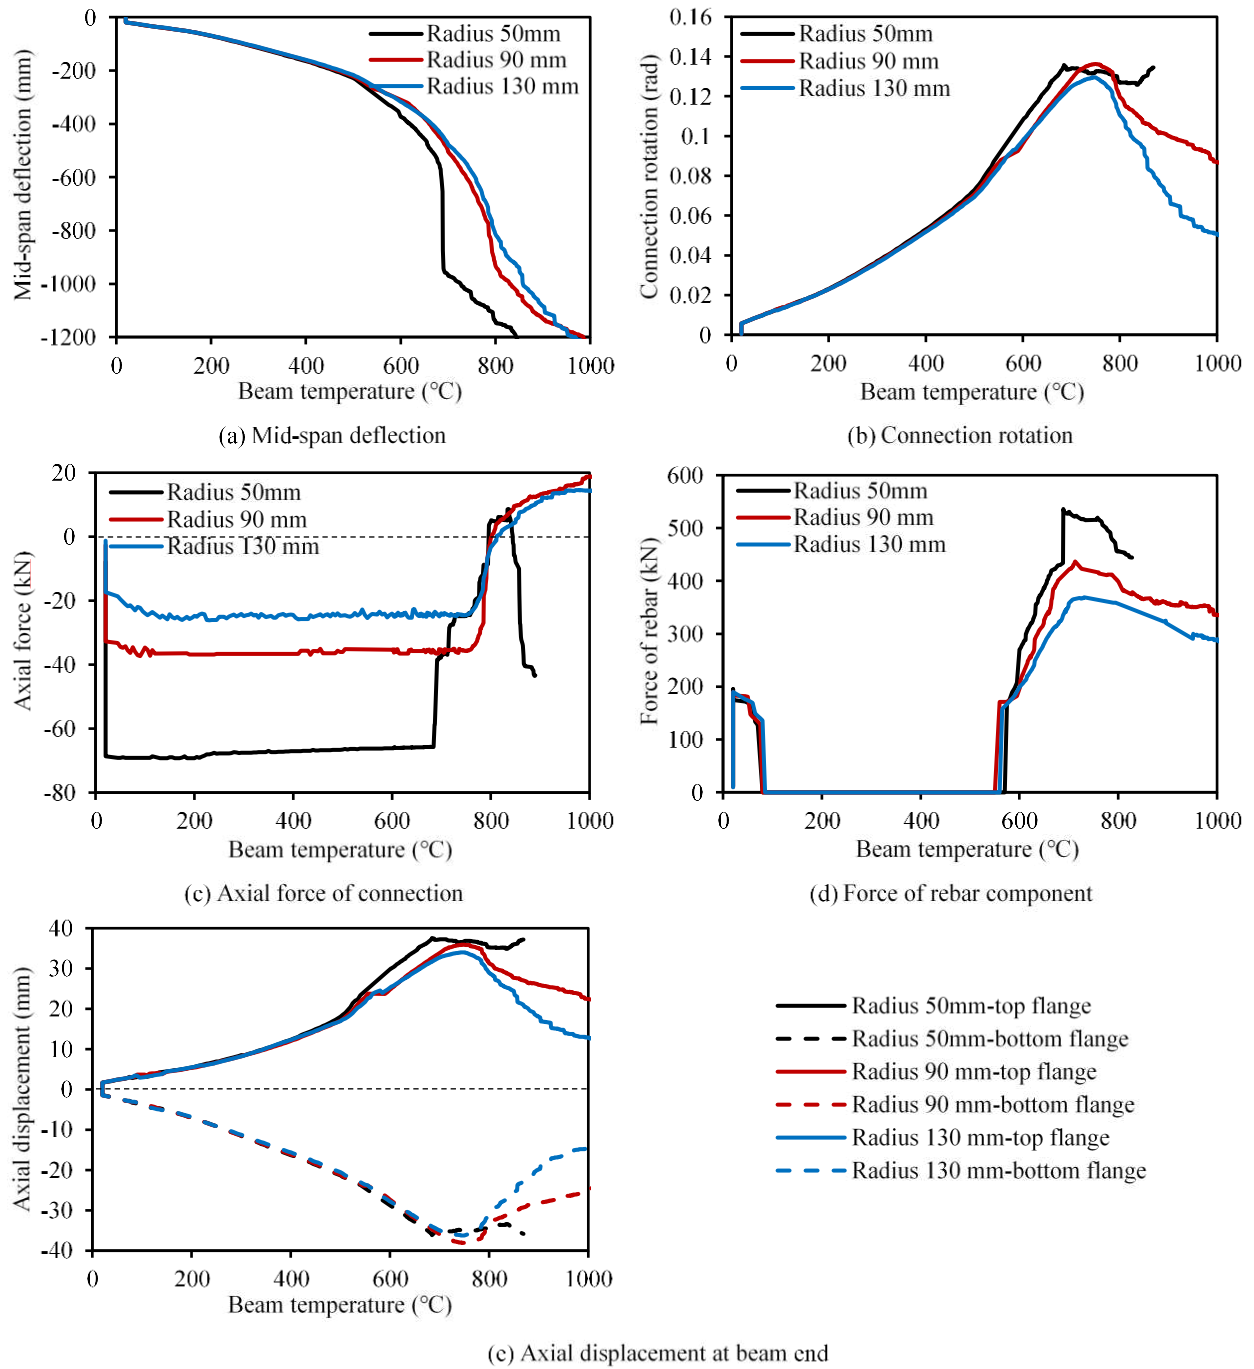 Mid-span deflection (mm)
0
-200
-400
-600
-800
-1000
-1200
Radius 50mm
Radius 90 mm
Radius 130 mm
0 200 400 600 800 1000
Beam temperature (℃)
(a) Mid-span deflection
Connection rotation (rad)
0.16
0.14
0.12
0.1
0.08
0.06
0.04
0.02
0
Radius 50mm
Radius 90 mm
Radius 130 mm
0 200 400 600 800 1000
Beam temperature (℃)
(b) Connection rotation
Axial force (kN)
20
0
-20
-40
-60
-80
Radius 50mm
Radius 90 mm
Radius 130 mm
0 200 400 600 800 1000
Beam temperature (℃)
(c) Axial force of connection
Force of rebar (kN)
600
500
400
300
200
100
0
Radius 50mm
Radius 90 mm
Radius 130 mm
0 200 400 600 800 1000
Beam temperature (℃)
(d) Force of rebar component
Axial displacement (mm)
40
30
20
10
0
-10
-20
-30
-40
0 200 400 600 800 1000
Beam temperature (℃)
Radius 50mm-top flange
Radius 50mm-bottom flange
Radius 90 mm-top flange
Radius 90 mm-bottom flange
Radius 130 mm-top flange
Radius 130 mm-bottom flange
(e) Axial displacement at beam end